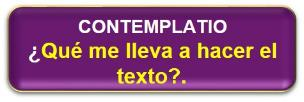 CONTEMPLATIO
¿Qué me lleva a hacer el
texto?.